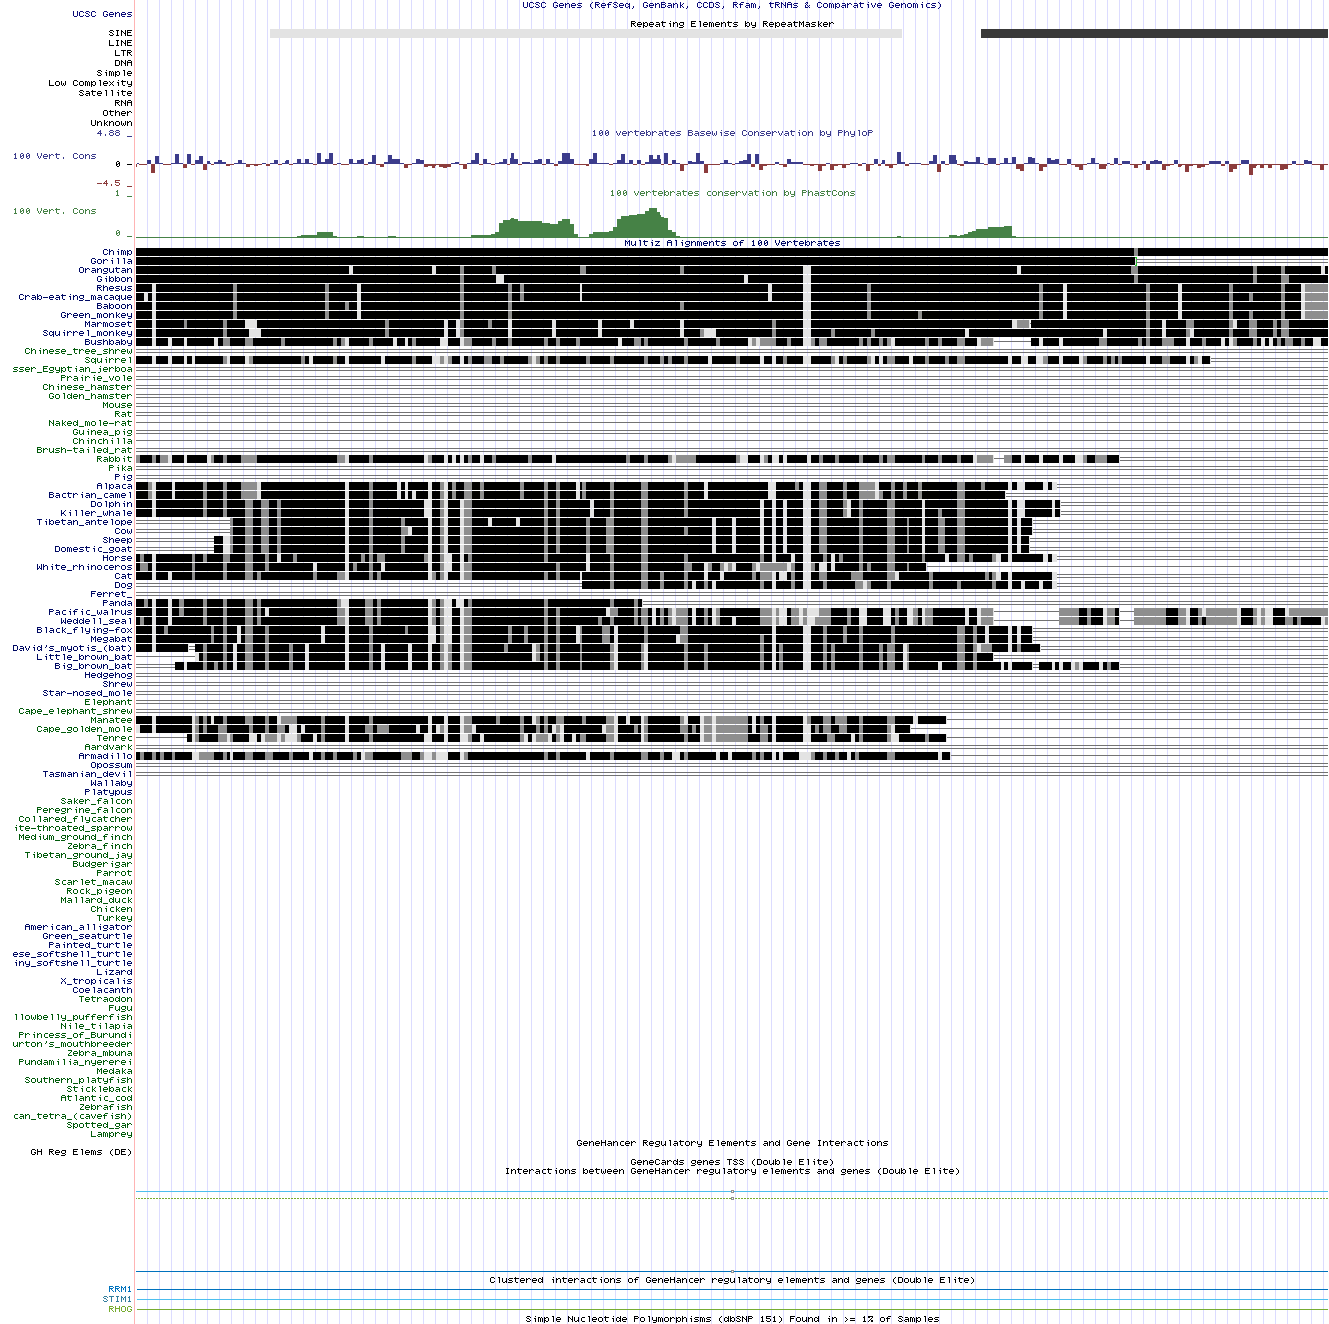 UCSC Genes (RefSeq, GenBank, CCDS, Rfam, tRNAs & Comparative Genomics)
UCSC Genes
Repeating Elements by RepeatMasker
SINE
LINE
LTR
DNA
Simple
Low Complexity
Satellite
RNA
Other
Unknown
4.88 _
100 vertebrates Basewise Conservation by PhyloP
100 Vert. Cons
0 -
-4.5 _
1 _
100 vertebrates conservation by PhastCons
100 Vert. Cons
0 _
Multiz Alignments of 100 Vertebrates
Chimp
Gorilla
Orangutan
Gibbon
Rhesus
Crab-eating_macaque
Baboon
Green_monkey
Marmoset
Squirrel_monkey
Bushbaby
Chinese_tree_shrew
Squirrel
sser_Egyptian_jerboa
Prairie_vole
Chinese_hamster
Golden_hamster
Mouse
Rat
Naked_mole-rat
Guinea_pig
Chinchilla
Brush-tailed_rat
Rabbit
Pika
Pig
Alpaca
Bactrian_camel
Dolphin
Killer_whale
Tibetan_antelope
Cow
Sheep
Domestic_goat
Horse
White_rhinoceros
Cat
Dog
Ferret_
Panda
Pacific_walrus
Weddell_seal
Black_flying-fox
Megabat
David's_myotis_(bat)
Little_brown_bat
Big_brown_bat
Hedgehog
Shrew
Star-nosed_mole
Elephant
Cape_elephant_shrew
Manatee
Cape_golden_mole
Tenrec
Aardvark
Armadillo
Opossum
Tasmanian_devil
Wallaby
Platypus
Saker_falcon
Peregrine_falcon
Collared_flycatcher
ite-throated_sparrow
Medium_ground_finch
Zebra_finch
Tibetan_ground_jay
Budgerigar
Parrot
Scarlet_macaw
Rock_pigeon
Mallard_duck
Chicken
Turkey
American_alligator
Green_seaturtle
Painted_turtle
ese_softshell_turtle
iny_softshell_turtle
Lizard
X_tropicalis
Coelacanth
Tetraodon
Fugu
llowbelly_pufferfish
Nile_tilapia
Princess_of_Burundi
urton's_mouthbreeder
Zebra_mbuna
Pundamilia_nyererei
Medaka
Southern_platyfish
Stickleback
Atlantic_cod
Zebrafish
can_tetra_(cavefish)
Spotted_gar
Lamprey
GeneHancer Regulatory Elements and Gene Interactions
GH Reg Elems (DE)
GeneCards genes TSS (Double Elite)
Interactions between GeneHancer regulatory elements and genes (Double Elite)
Clustered interactions of GeneHancer regulatory elements and genes (Double Elite)
RRM1
STIM1
RHOG
Simple Nucleotide Polymorphisms (dbSNP 151) Found in >= 1% of Samples